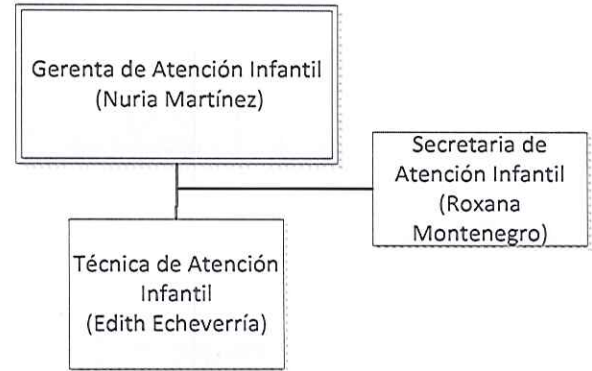 Gerenta de Atención Infantil
(Nuria Martínez)
Secretaria de
Atención Infantil
(Roxana
Montenegro)
Técnica de Atención
Infantil
(Edith Echeverría)